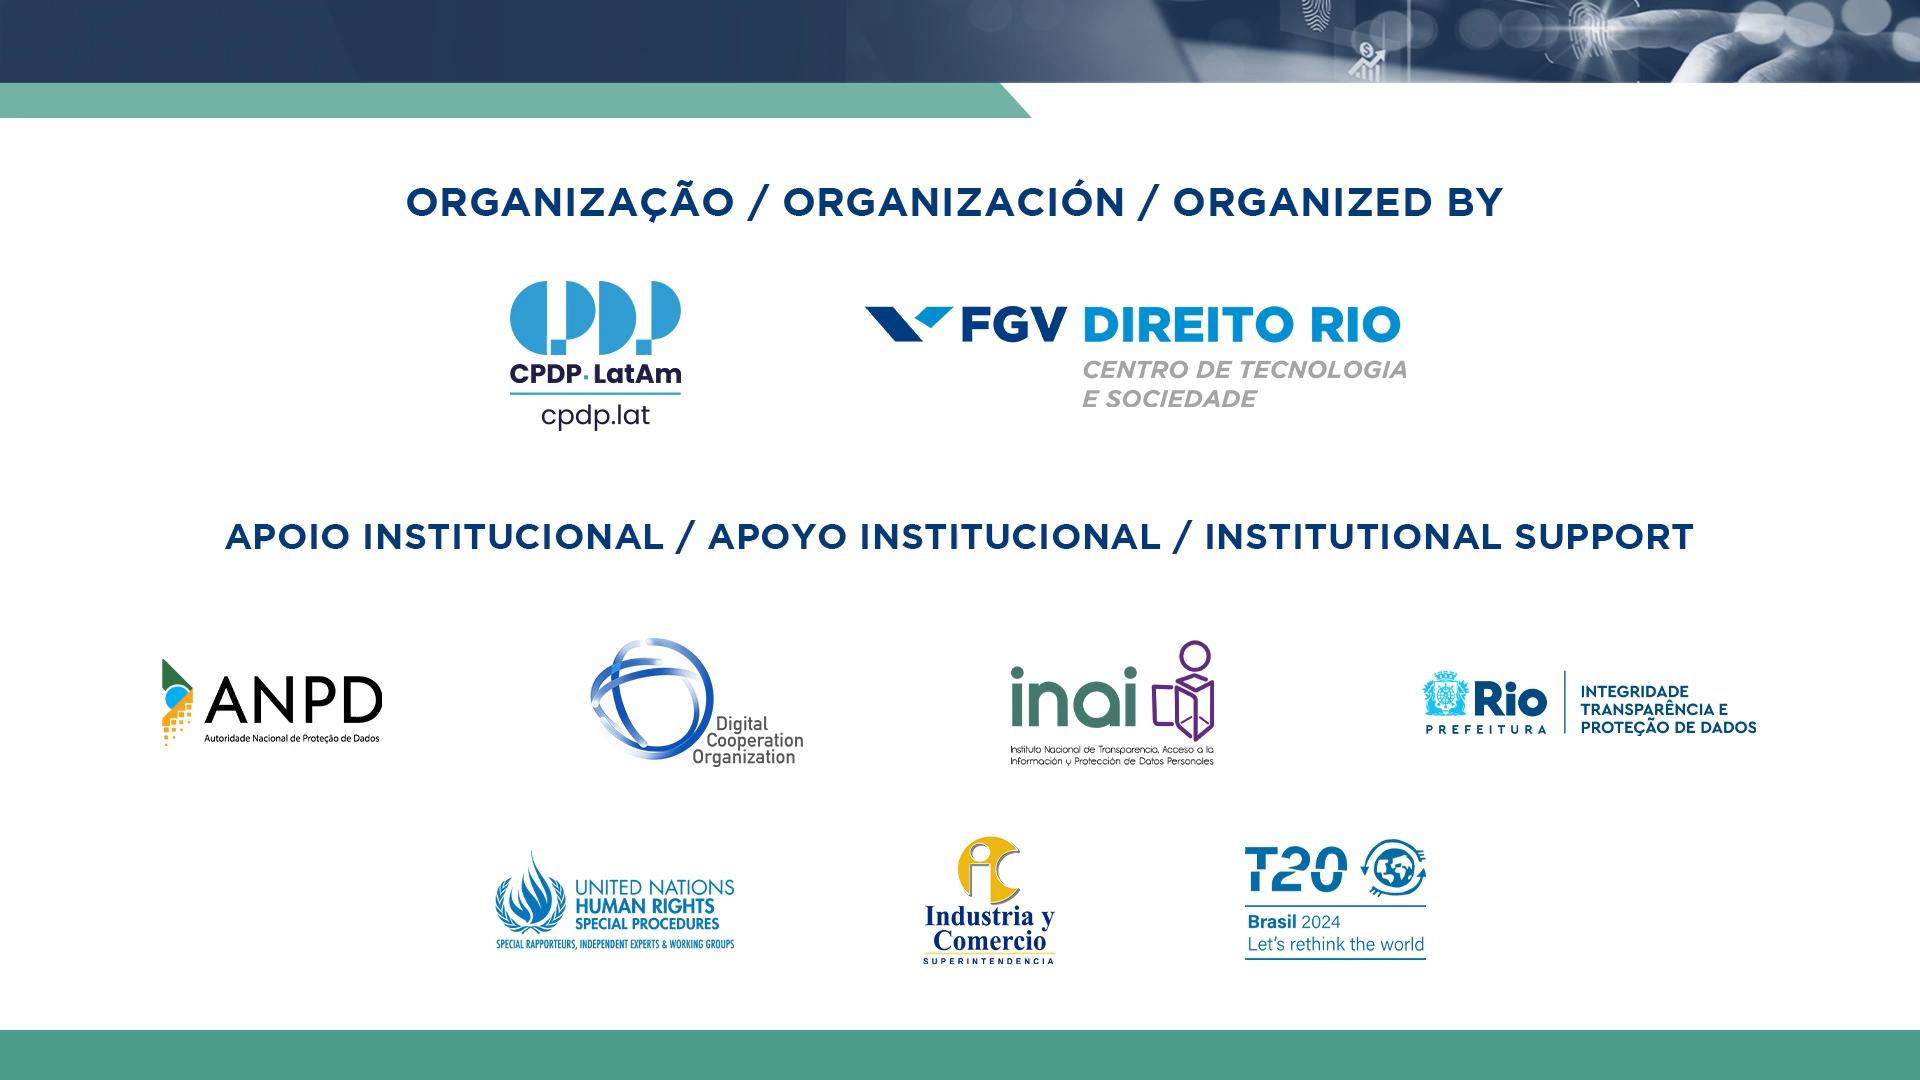 ORGANIZAÇÃO / ORGANIZACIÓN / ORGANIZED BY
CPDP
CPDP.LatAm
cpdp.lat
FGV DIREITO RIO
CENTRO DE TECNOLOGIA
E SOCIEDADE
APOIO INSTITUCIONAL / APOYO INSTITUCIONAL / INSTITUTIONAL SUPPORT
ANPD
Autoridade Nacional de Proteção de Dados
Digital
Cooperation
Organization
inai
Instituto Nacional de Transparencia, Acceso a la
Información y Protección de Datos Personales
Rio
PREFEITURA
INTEGRIDADE
TRANSPARÊNCIA E
PROTEÇÃO DE DADOS
UNITED NATIONS
HUMAN RIGHTS
SPECIAL PROCEDURES
SPECIAL RAPPORTEURS, INDEPENDENT EXPERTS & WORKING GROUPS
ic
Industria y
Comercio
SUPERINTENDENCIA
T20
Brasil 2024
Let's rethink the world